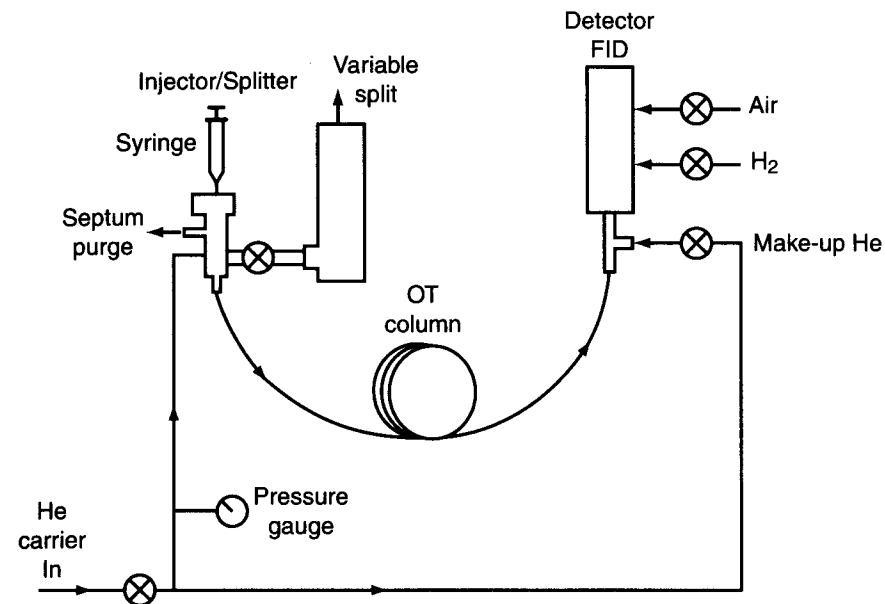 Detector
FID
Injector/Splitter
Variable
split
Syringe
Air
H₂
Septum
purge
Make-up He
OT
column
Pressure
gauge
He
carrier
In